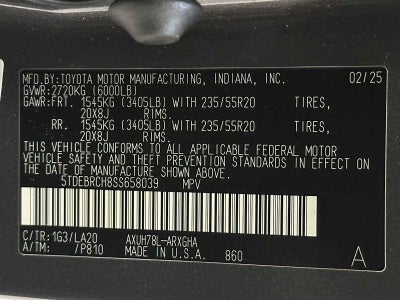 MFD.BY:TOYOTA MOTOR MANUFACTURING, INDIANA, INC. 02/25
GVWR:2720KG (6000LB)
GAWR:FRT. 1545KG (3405LB) WITH 235/55R20 TIRES,
20X8J RIMS.
RR. 1545KG (3405LB) WITH 235/55R20 TIRES,
20X8J RIMS.
THIS VEHICLE CONFORMS TO ALL APPLICABLE FEDERAL MOTOR
VEHICLE SAFETY AND THEFT PREVENTION STANDARDS IN EFFECT ON
THE DATE OF MANUFACTURE SHOWN ABOVE.
5TDEBRCH8SS658039 MPV
C/TR:1G3/LA20 AXUH78L-ARXGHA
A/TM: /P810 MADE IN U.S.A. 860 A